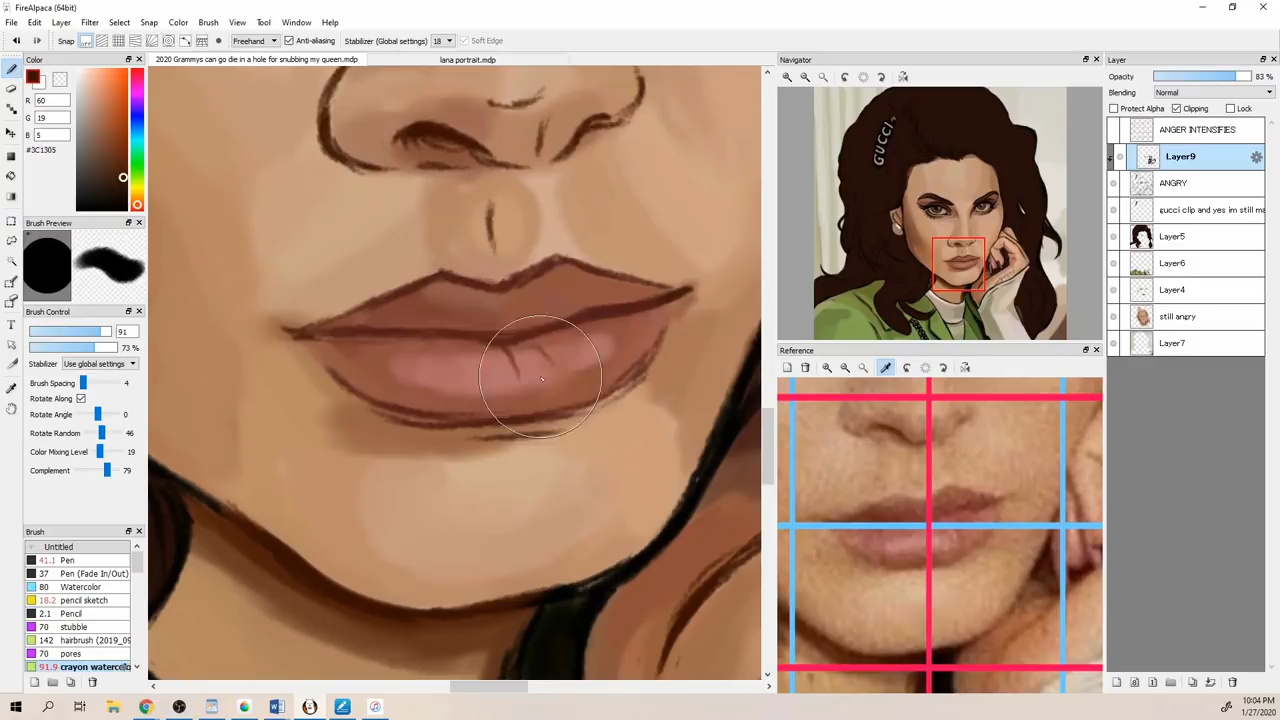 FireAlpaca (64bit)
File Edit Layer Filter Select Snap Color Brush View Tool Window Help
Snap OFF Freehand Anti-aliasing Stabilizer (Global settings) 18 Soft Edge
Color
R
60
G
19
B
5
#3C1305
Brush Preview
Brush Control
91
73 %
Stabilizer Use global settings
Brush Spacing 4
Rotate Along
Rotate Angle 0
Rotate Random 46
Color Mixing Level 19
Complement 79
Brush
Untitled
41.1 Pen
37 Pen (Fade In/Out)
80 Watercolor
18.2 pencil sketch
2.1 Pencil
70 stubble
142 hairbrush (2019_09
70 pores
91.9 crayon waterco
2020 Grammys can go die in a hole for snubbing my queen.mdp
lana portrait.mdp
Navigator
GUCCI
Reference
Layer
Opacity 83 %
Blending Normal
Protect Alpha Clipping Lock
ANGER INTENSIFIES
Layer9
ANGRY
gucci clip and yes im still ma
Layer5
Layer6
Layer4
still angry
Layer7
10:04 PM
1/27/2020